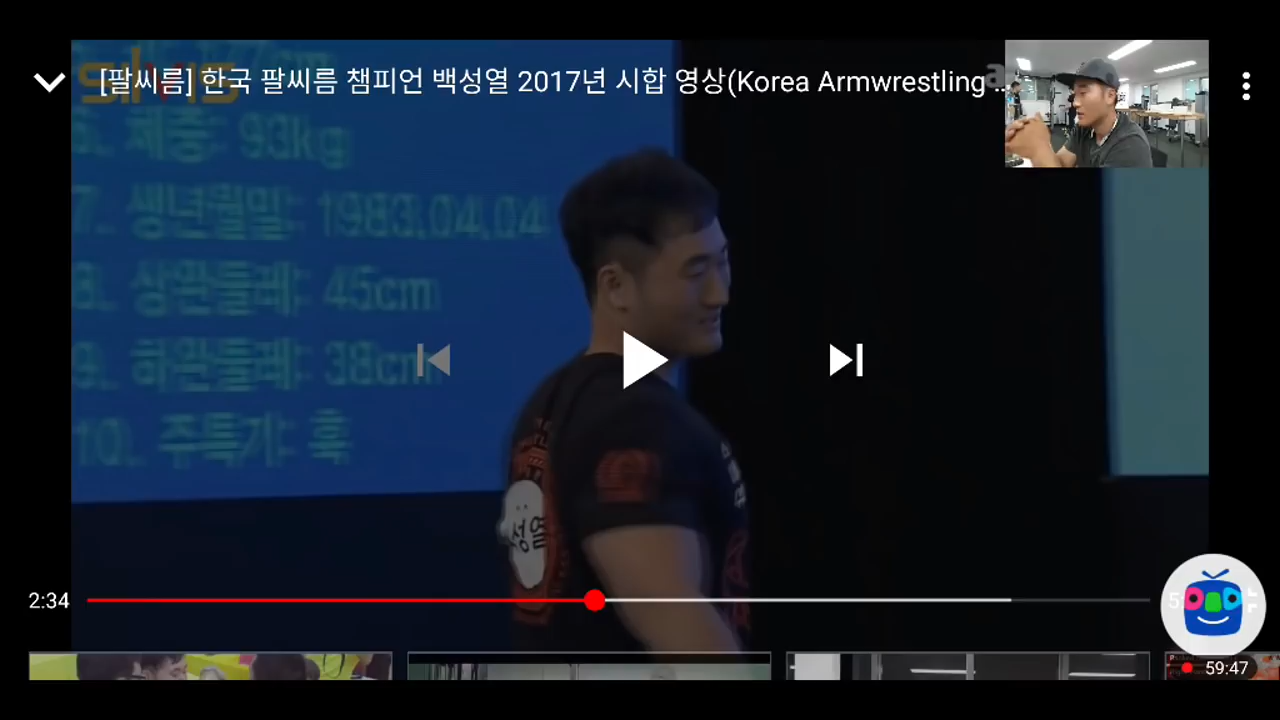 [팔씨름] 한국 팔씨름 챔피언 백성열 2017년 시합 영상(Korea Armwrestling ...
6. 체중: 93kg
7. 생년월일: 1983.04.04
8. 상완둘레: 45cm
9. 하완둘레: 38cm
10. 주특기: 훅
성열
2:34
59:47